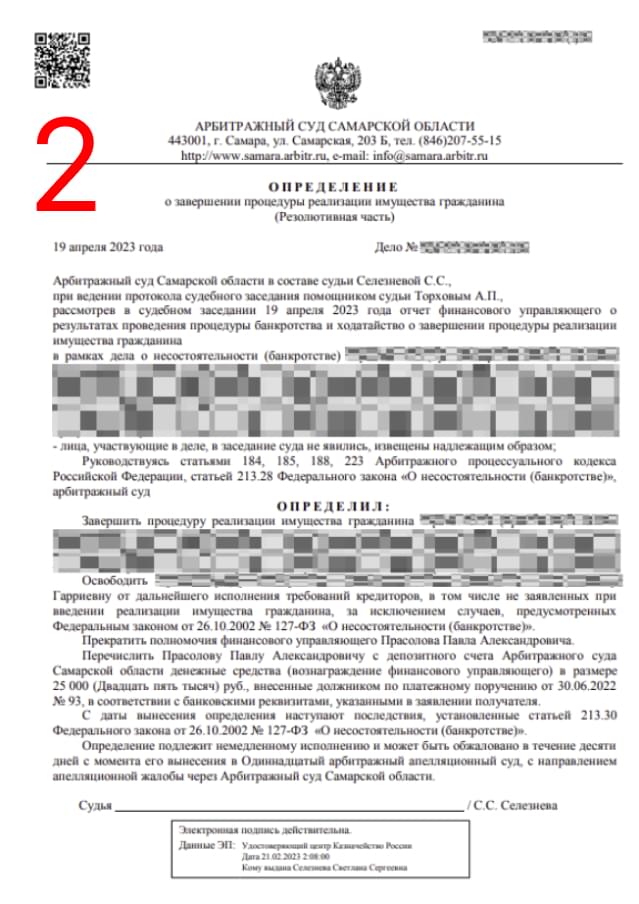 2
АРБИТРАЖНЫЙ СУД САМАРСКОЙ ОБЛАСТИ
443001, г. Самара, ул. Самарская, 203 Б, тел. (846)207-55-15
http://www.samara.arbitr.ru, e-mail: info@samara.arbitr.ru
ОПРЕДЕЛЕНИЕ
о завершении процедуры реализации имущества гражданина
(Резолютивная часть)
19 апреля 2023 года Дело №
Арбитражный суд Самарской области в составе судьи Селезневой С.С.,
при ведении протокола судебного заседания помощником судьи Торховым А.П.,
рассмотрев в судебном заседании 19 апреля 2023 года отчет финансового управляющего о
результатах проведения процедуры банкротства и ходатайство о завершении процедуры реализации
имущества гражданина
в рамках дела о несостоятельности (банкротстве)
- лица, участвующие в деле, в заседание суда не явились, извещены надлежащим образом;
Руководствуясь статьями 184, 185, 188, 223 Арбитражного процессуального кодекса
Российской Федерации, статьей 213.28 Федерального закона «О несостоятельности (банкротстве)»,
арбитражный суд
ОПРЕДЕЛИЛ:
Завершить процедуру реализации имущества гражданина
Освободить
Гарриевну от дальнейшего исполнения требований кредиторов, в том числе не заявленных при
введении реализации имущества гражданина, за исключением случаев, предусмотренных
Федеральным законом от 26.10.2002 № 127-ФЗ «О несостоятельности (банкротстве)».
Прекратить полномочия финансового управляющего Прасолова Павла Александровича.
Перечислить Прасолову Павлу Александровичу с депозитного счета Арбитражного суда
Самарской области денежные средства (вознаграждение финансового управляющего) в размере
25 000 (Двадцать пять тысяч) руб., внесенные должником по платежному поручению от 30.06.2022
№ 93, в соответствии с банковскими реквизитами, указанными в заявлении получателя.
С даты вынесения определения наступают последствия, установленные статьей 213.30
Федерального закона от 26.10.2002 № 127-ФЗ «О несостоятельности (банкротстве)».
Определение подлежит немедленному исполнению и может быть обжаловано в течение десяти
дней с момента его вынесения в Одиннадцатый арбитражный апелляционный суд, с направлением
апелляционной жалобы через Арбитражный суд Самарской области.
Судья / С.С. Селезнева
Электронная подпись действительна.
Данные ЭП: Удостоверяющий центр Казначейство России
Дата 21.02.2023 2:08:00
Кому выдана Селезнева Светлана Сергеевна